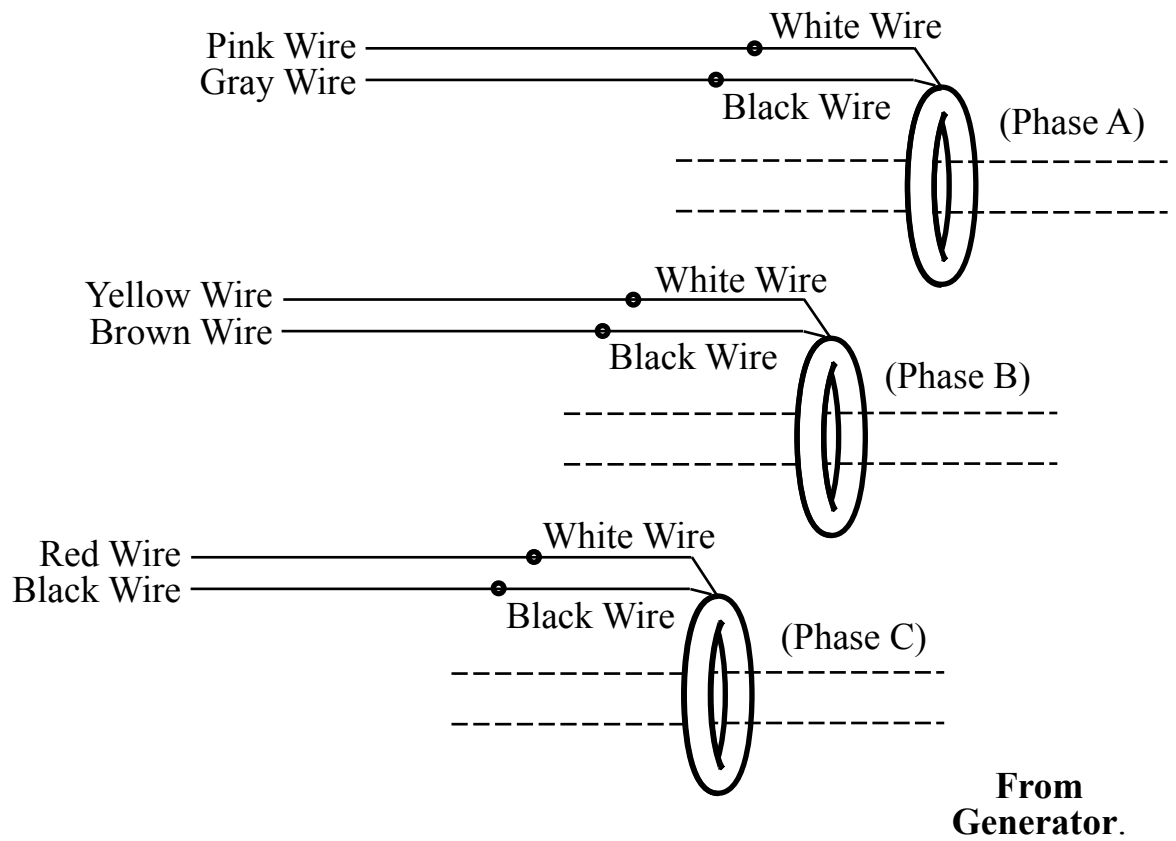 White Wire
Pink Wire
Gray Wire
Black Wire
(Phase A)
White Wire
Yellow Wire
Brown Wire
Black Wire
(Phase B)
White Wire
Red Wire
Black Wire
Black Wire
(Phase C)
From
Generator.